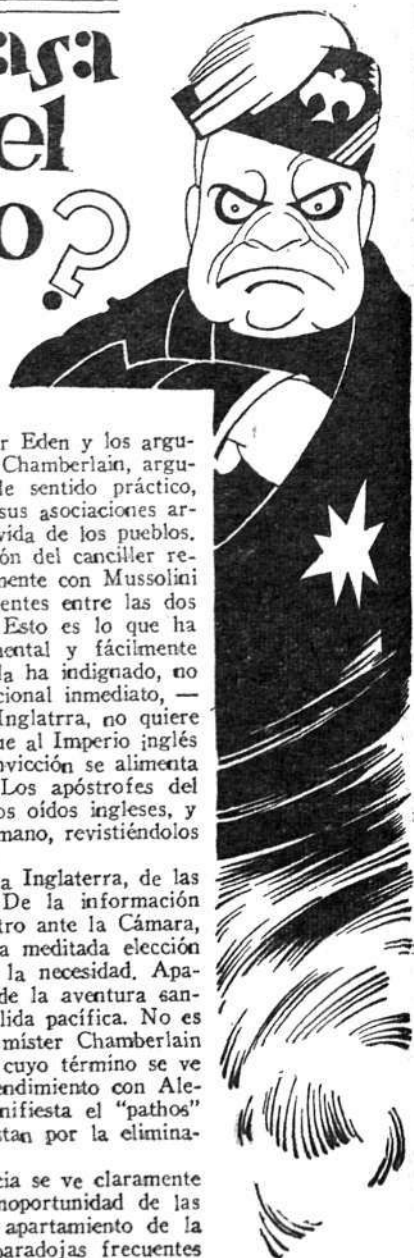 asa
el
o?
r Eden y los argu-
Chamberlain, argu-
le sentido práctico,
sus asociaciones ar-
vida de los pueblos.
ón del canciller re-
mente con Mussolini
entes entre las dos
Esto es lo que ha
nental y fácilmente
la ha indignado, no
cional inmediato, —
Inglatrra, no quiere
ue al Imperio inglés
nvicción se alimenta
Los apóstrofes del
os oídos ingleses, y
mano, revistiéndolos
a Inglaterra, de las
De la información
tro ante la Cámara,
a meditada elección
la necesidad. Apa-
de la aventura san-
lida pacífica. No es
míster Chamberlain
cuyo término se ve
endimiento con Ale-
nifiesta el "pathos"
stan por la elimina-
cia se ve claramente
noportunidad de las
apartamiento de la
paradojas frecuentes